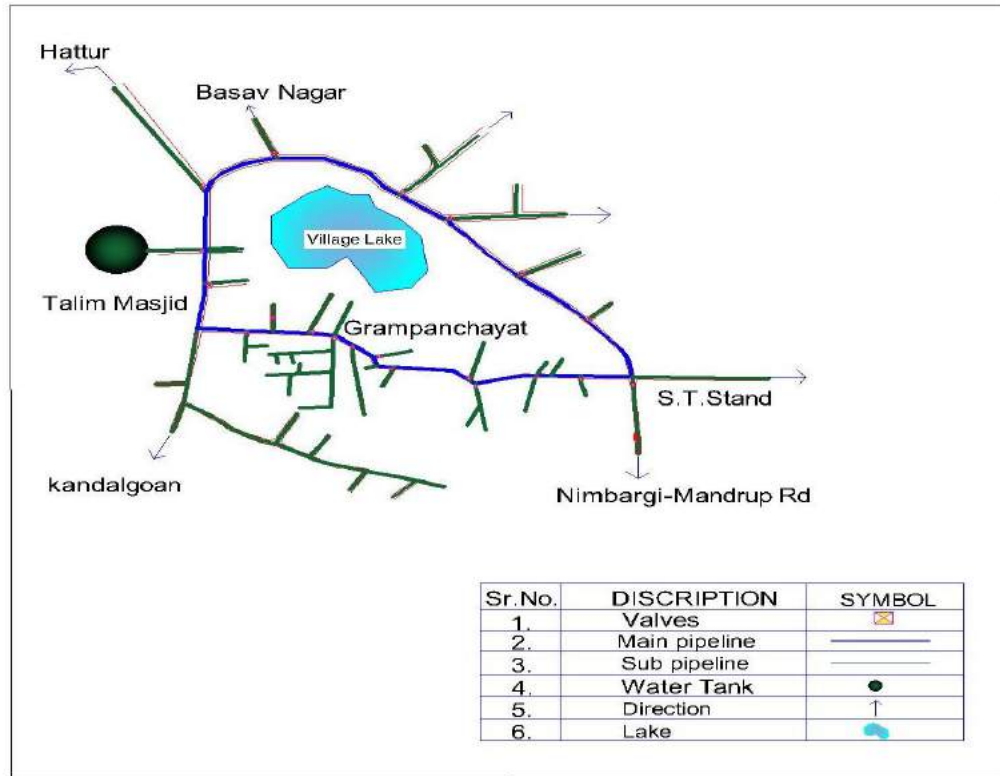 Hattur
Basav Nagar
Village Lake
Talim Masjid
Grampanchayat
S.T.Stand
kandalgoan
Nimbargi-Mandrup Rd
Sr.No. DISCRIPTION SYMBOL
1. Valves
2. Main pipeline
3. Sub pipeline
4. Water Tank
5. Direction
6. Lake